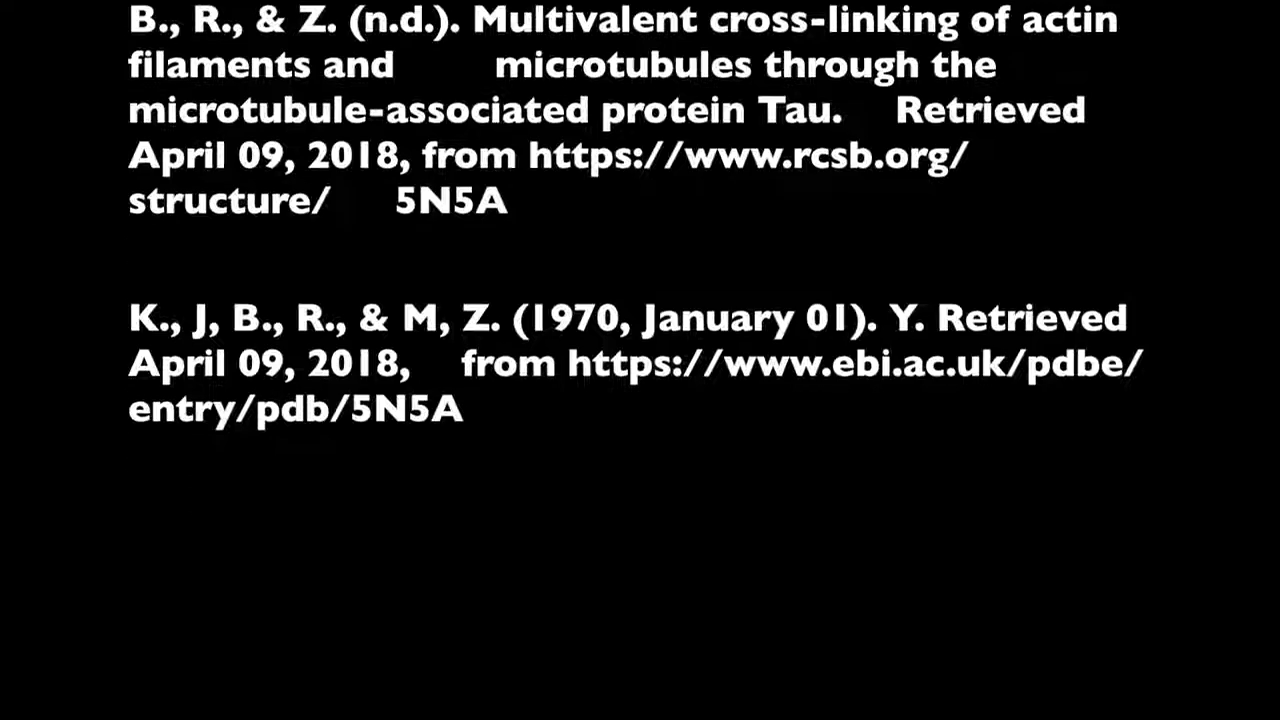 B., R., & Z. (n.d.). Multivalent cross-linking of actin
filaments and microtubules through the
microtubule-associated protein Tau. Retrieved
April 09, 2018, from https://www.rcsb.org/
structure/ 5N5A
K., J, B., R., & M, Z. (1970, January 01). Y. Retrieved
April 09, 2018, from https://www.ebi.ac.uk/pdbe/
entry/pdb/5N5A